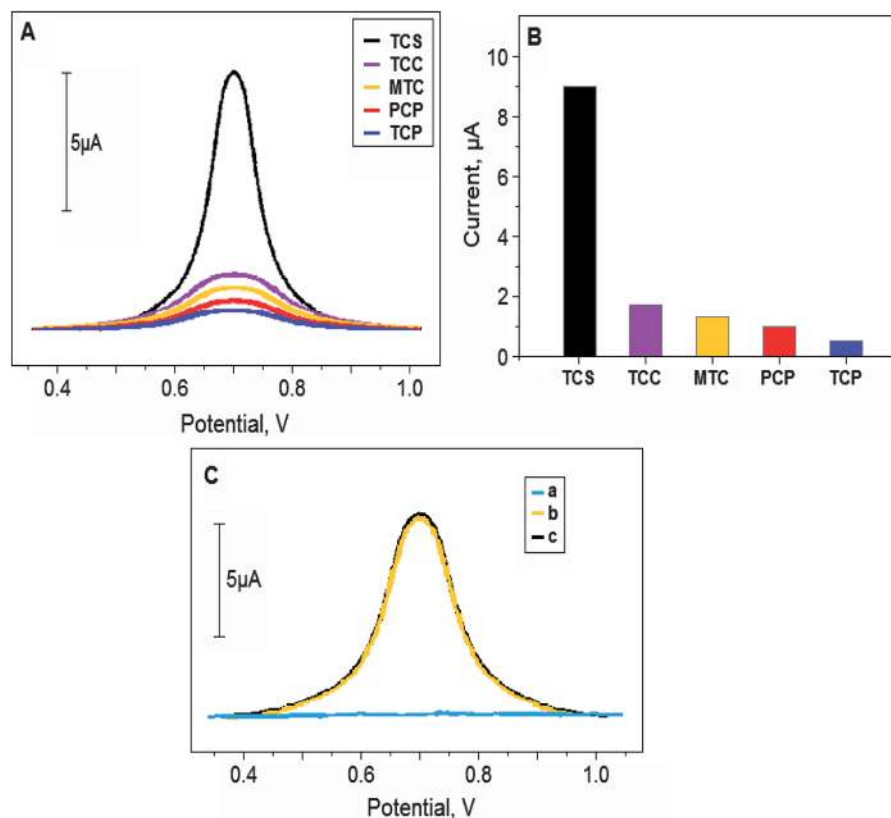 A
TCS
TCC
MTC
PCP
TCP
5µA
0.4 0.6 0.8 1.0
Potential, V
B
Current, µA
10
8
6
4
2
0
TCS TCC MTC PCP TCP
C
a
b
c
5µA
0.4 0.6 0.8 1.0
Potential, V